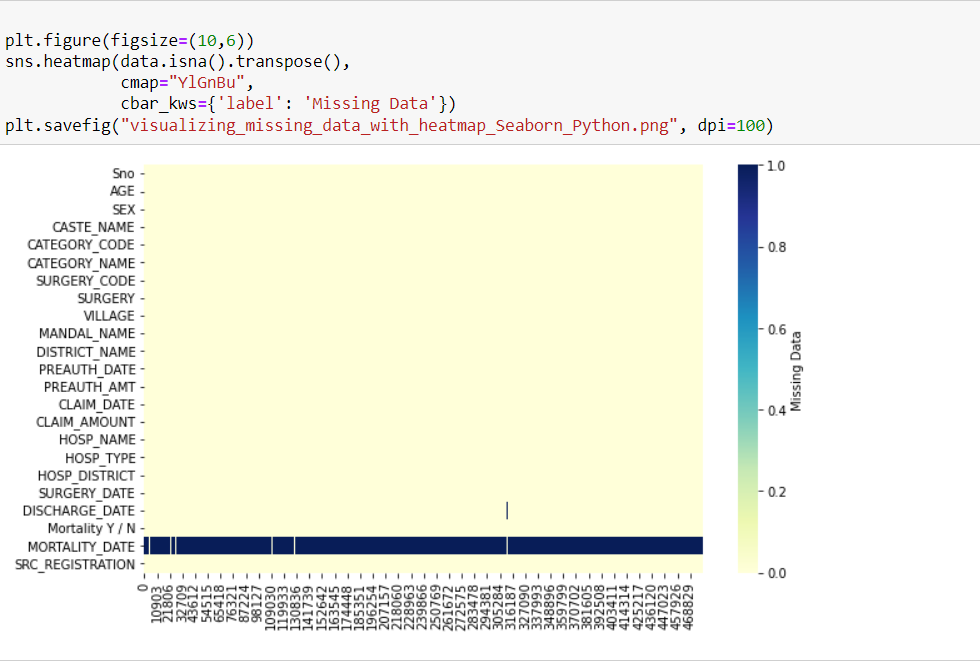 plt.figure(figsize=(10,6))
sns.heatmap(data.isna().transpose(),
cmap="YlGnBu",
cbar_kws={'label': 'Missing Data'})
plt.savefig("visualizing_missing_data_with_heatmap_Seaborn_Python.png", dpi=100)
Sno
AGE
SEX
CASTE_NAME
CATEGORY_CODE
CATEGORY_NAME
SURGERY_CODE
SURGERY
VILLAGE
MANDAL_NAME
DISTRICT_NAME
PREAUTH_DATE
PREAUTH_AMT
CLAIM_DATE
CLAIM_AMOUNT
HOSP_NAME
HOSP_TYPE
HOSP_DISTRICT
SURGERY_DATE
DISCHARGE_DATE
Mortality Y / N
MORTALITY_DATE
SRC_REGISTRATION
0
10903
21806
32709
43612
54515
65418
76321
87224
98127
109030
119933
130836
141739
152642
163545
174448
185351
196254
207157
218060
228963
239866
250769
261672
272575
283478
294381
305284
316187
327090
337993
348896
359799
370702
381605
392508
403411
414314
425217
436120
447023
457926
468829
1.0
0.8
0.6
0.4
0.2
0.0
Missing Data